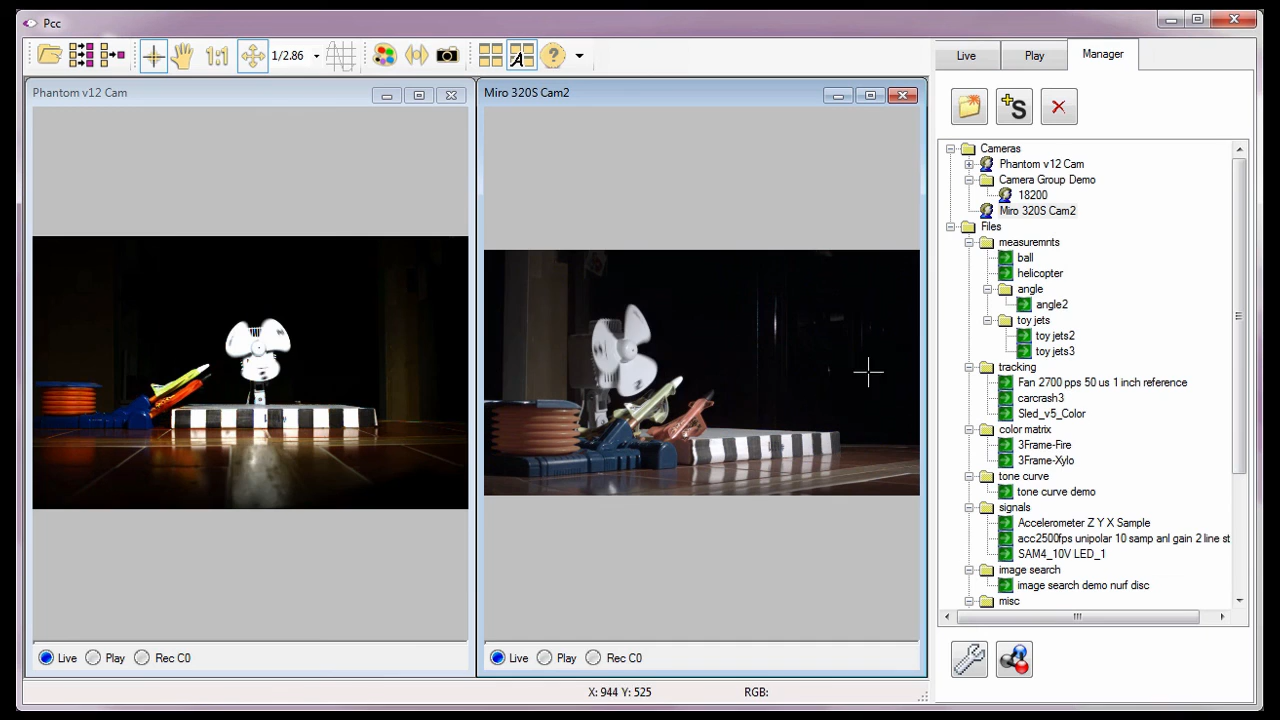 Pcc
1:1
1/2.86
A
?
Live
Play
Manager
S
Phantom v12 Cam
Miro 320S Cam2
Cameras
Phantom v12 Cam
Camera Group Demo
18200
Miro 320S Cam2
Files
measuremnts
ball
helicopter
angle
angle2
toy jets
toy jets2
toy jets3
tracking
Fan 2700 pps 50 us 1 inch reference
carcrash3
Sled_v5_Color
color matrix
3Frame-Fire
3Frame-Xylo
tone curve
tone curve demo
signals
Accelerometer Z Y X Sample
acc2500fps unipolar 10 samp anl gain 2 line st
SAM4_10V LED_1
image search
image search demo nurf disc
misc
Live Play Rec C0
Live Play Rec C0
X: 944 Y: 525 RGB: